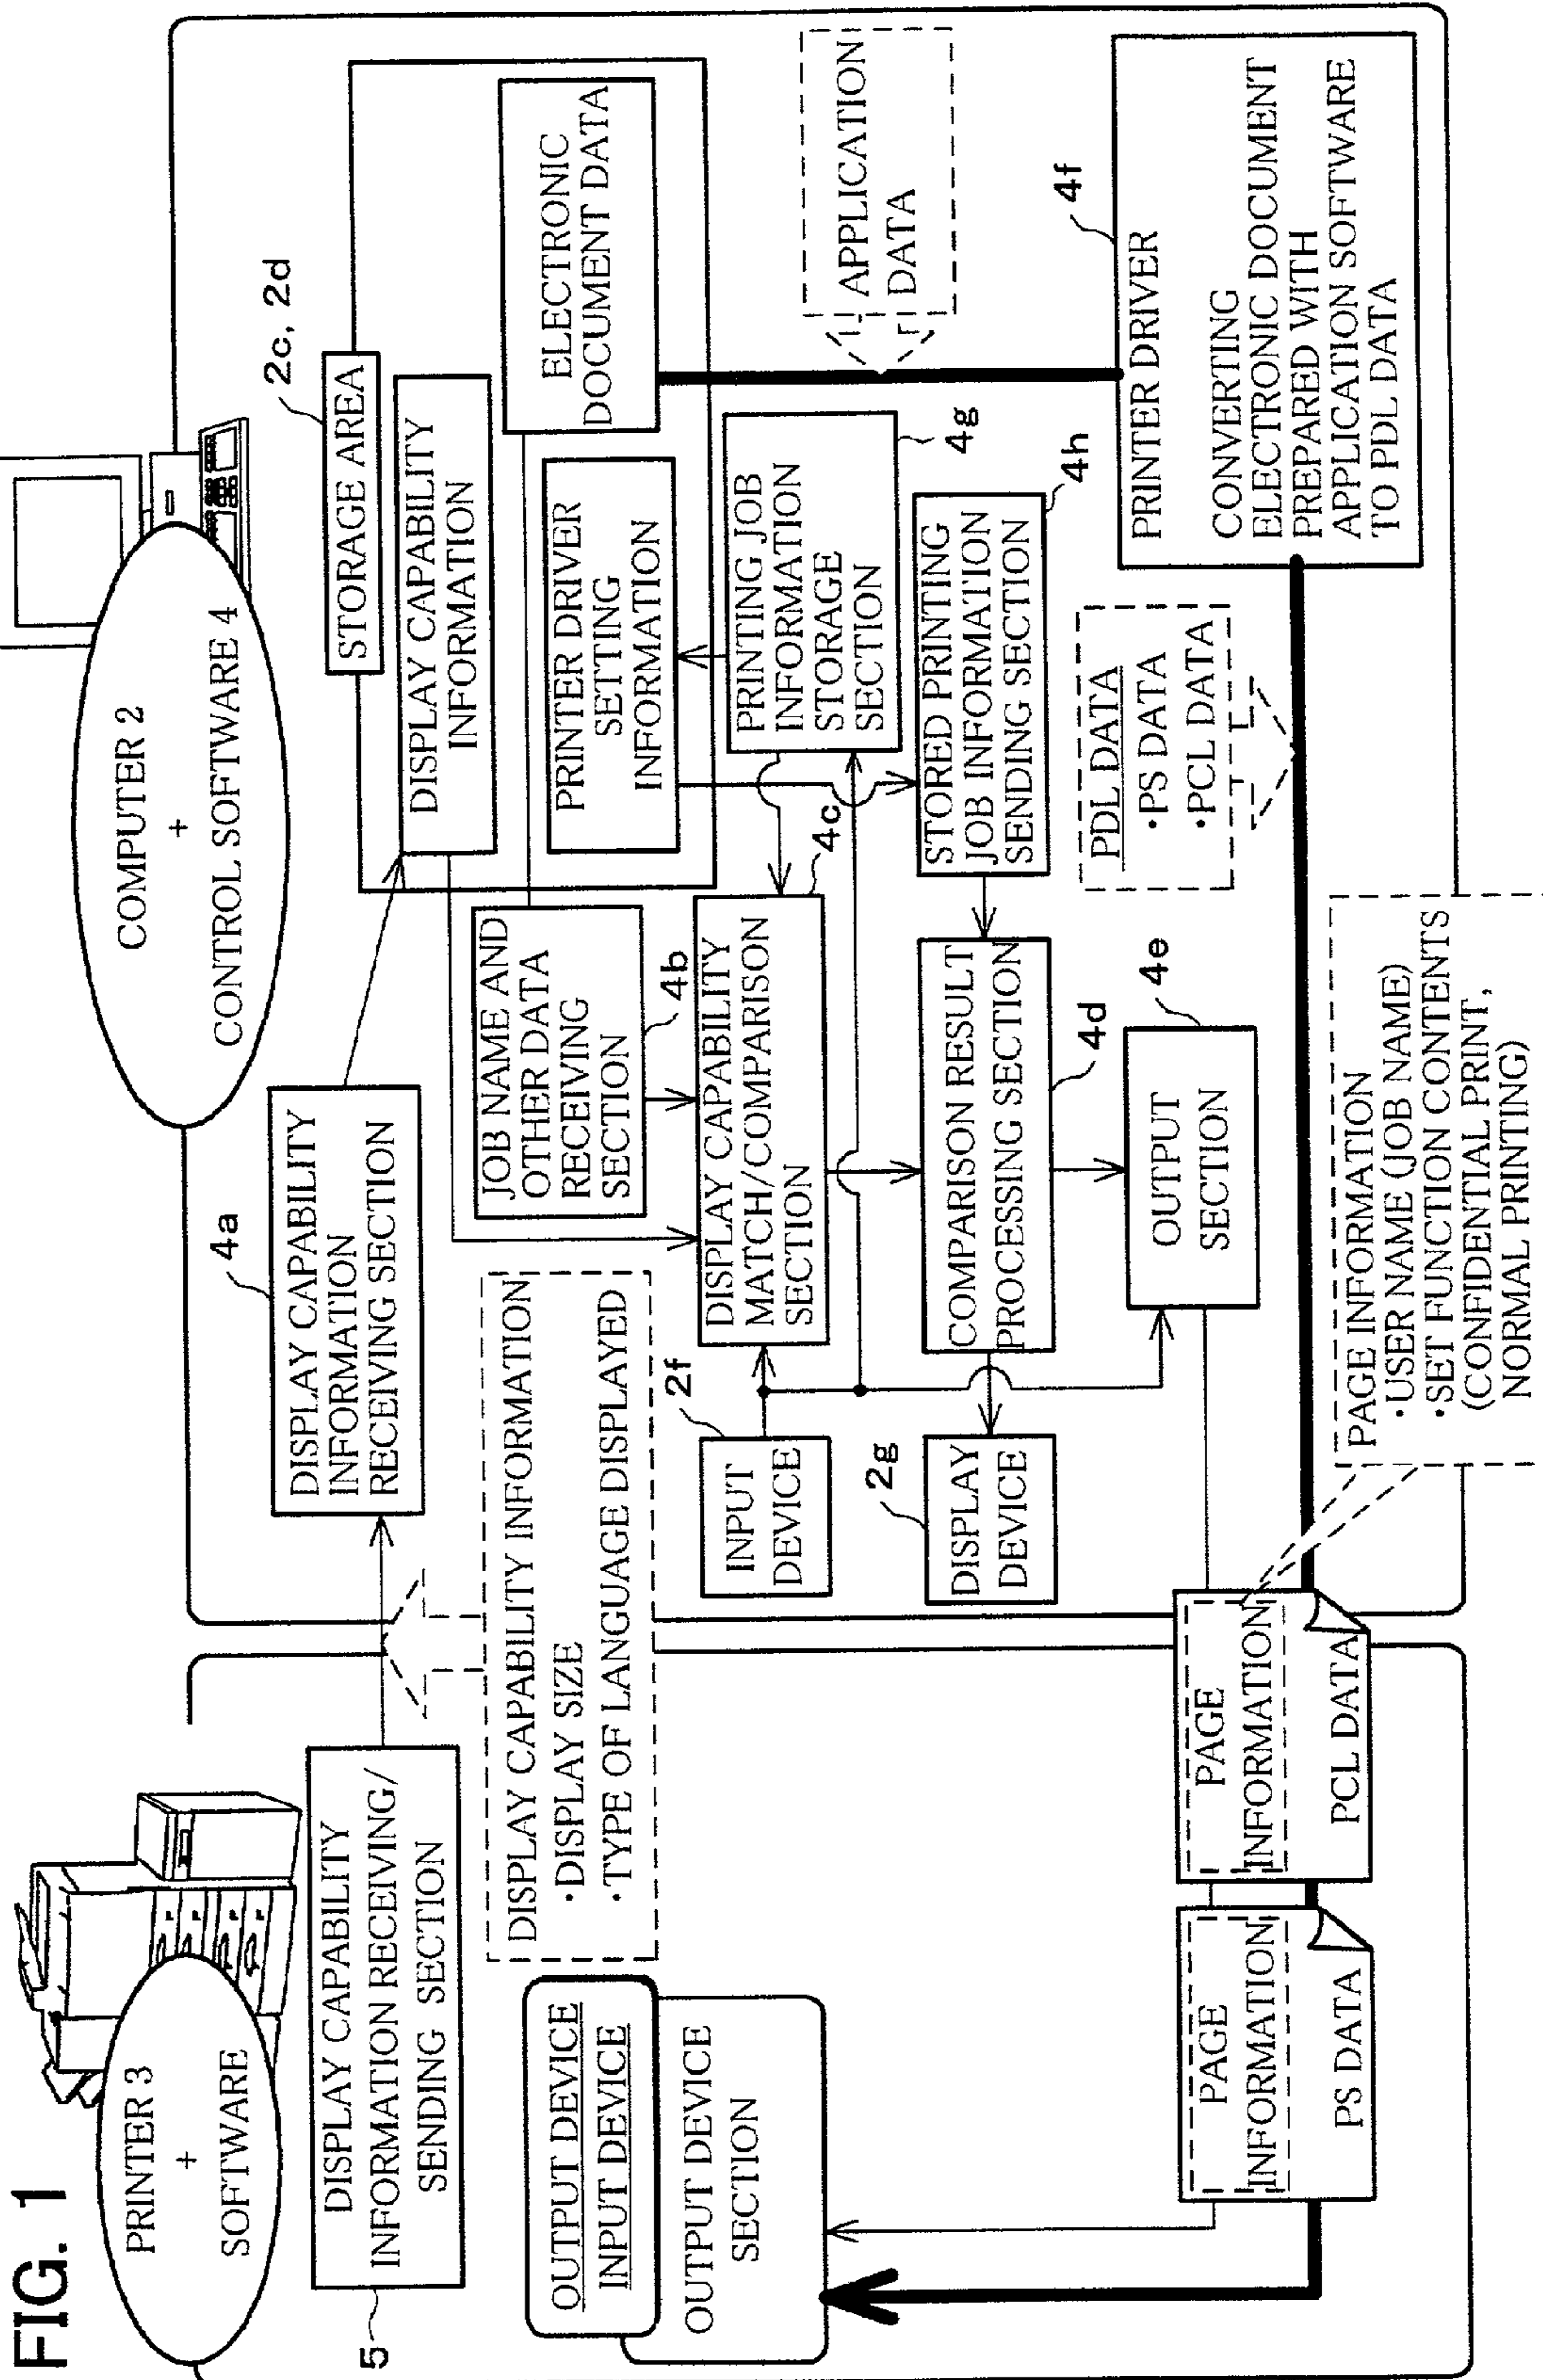 FIG. 1
PRINTER 3
+
SOFTWARE
COMPUTER 2
+
CONTROL SOFTWARE 4
5
DISPLAY CAPABILITY
INFORMATION RECEIVING/
SENDING SECTION
4a
DISPLAY CAPABILITY
INFORMATION
RECEIVING SECTION
2c, 2d
STORAGE AREA
DISPLAY CAPABILITY
INFORMATION
ELECTRONIC
DOCUMENT DATA
PRINTER DRIVER
SETTING
INFORMATION
DISPLAY CAPABILITY INFORMATION
·DISPLAY SIZE
·TYPE OF LANGUAGE DISPLAYED
JOB NAME AND
OTHER DATA
RECEIVING
SECTION
4b
OUTPUT DEVICE
INPUT DEVICE
OUTPUT DEVICE
SECTION
2f
INPUT
DEVICE
DISPLAY CAPABILITY
MATCH/COMPARISON
SECTION
4c
PRINTING JOB
INFORMATION
STORAGE
SECTION
4g
APPLICATION
DATA
2g
DISPLAY
DEVICE
COMPARISON RESULT
PROCESSING SECTION
4d
STORED PRINTING
JOB INFORMATION
SENDING SECTION
4h
OUTPUT
SECTION
4e
PDL DATA
·PS DATA
·PCL DATA
4f
PRINTER DRIVER
CONVERTING
ELECTRONIC DOCUMENT
PREPARED WITH
APPLICATION SOFTWARE
TO PDL DATA
PAGE
INFORMATION
PS DATA
PAGE
INFORMATION
PCL DATA
PAGE INFORMATION
·USER NAME (JOB NAME)
·SET FUNCTION CONTENTS
(CONFIDENTIAL PRINT,
NORMAL PRINTING)